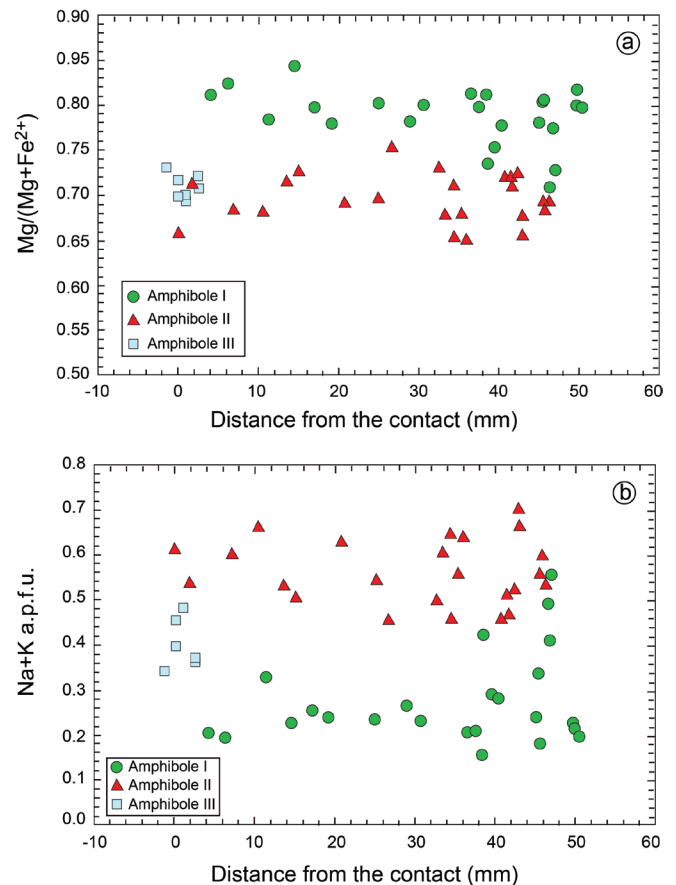 0.90
0.95
0.80
0.75
0.70
0.65
0.60
0.55
0.50
Mg/(Mg+Fe²⁺)
a
Amphibole I
Amphibole II
Amphibole III
-10 0 10 20 30 40 50 60
Distance from the contact (mm)
0.8
0.7
0.6
0.5
0.4
0.3
0.2
0.1
0.0
Na+K a.p.f.u.
b
Amphibole I
Amphibole II
Amphibole III
-10 0 10 20 30 40 50 60
Distance from the contact (mm)